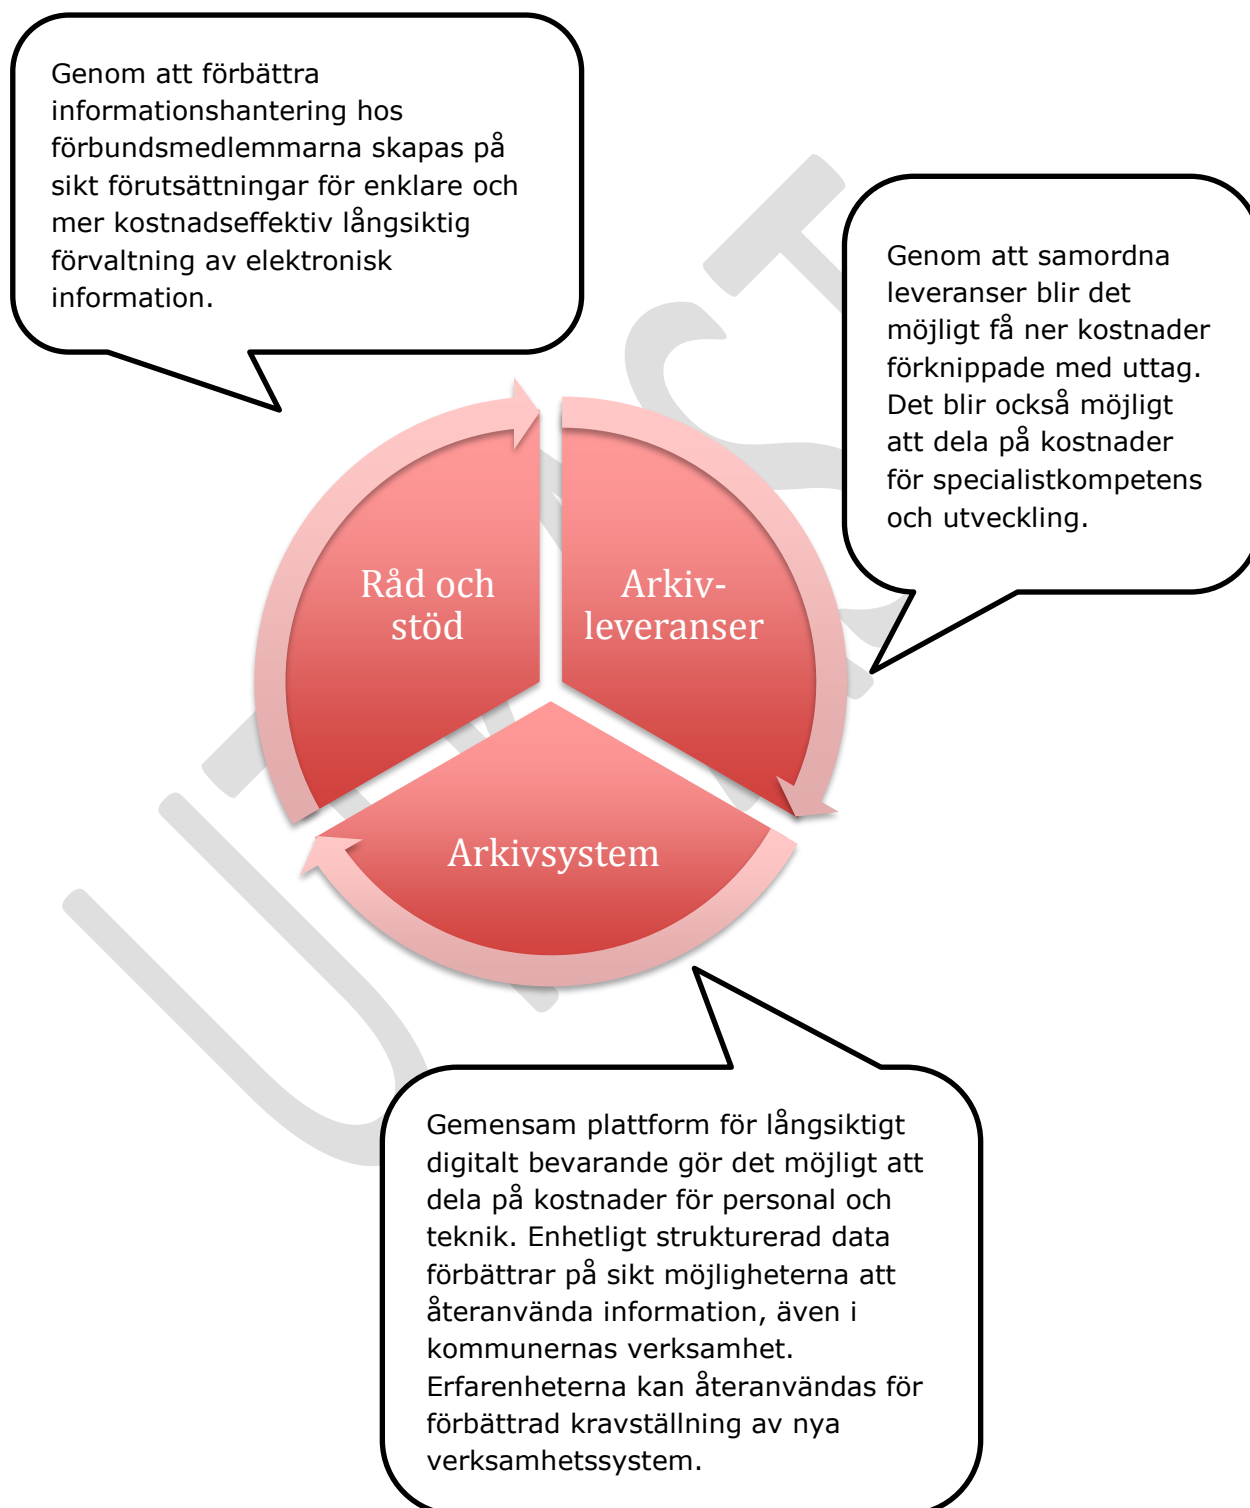 Genom att förbättra
informationshantering hos
förbundsmedlemmarna skapas på
sikt förutsättningar för enklare och
mer kostnadseffektiv långsiktig
förvaltning av elektronisk
information.
Genom att samordna
leveranser blir det
möjligt få ner kostnader
förknippade med uttag.
Det blir också möjligt
att dela på kostnader
för specialistkompetens
och utveckling.
Råd och
stöd
Arkiv-
leveranser
Arkivsystem
Gemensam plattform för långsiktigt
digitalt bevarande gör det möjligt att
dela på kostnader för personal och
teknik. Enhetligt strukturerad data
förbättrar på sikt möjligheterna att
återanvända information, även i
kommunernas verksamhet.
Erfarenheterna kan återanvändas för
förbättrad kravställning av nya
verksamhetssystem.